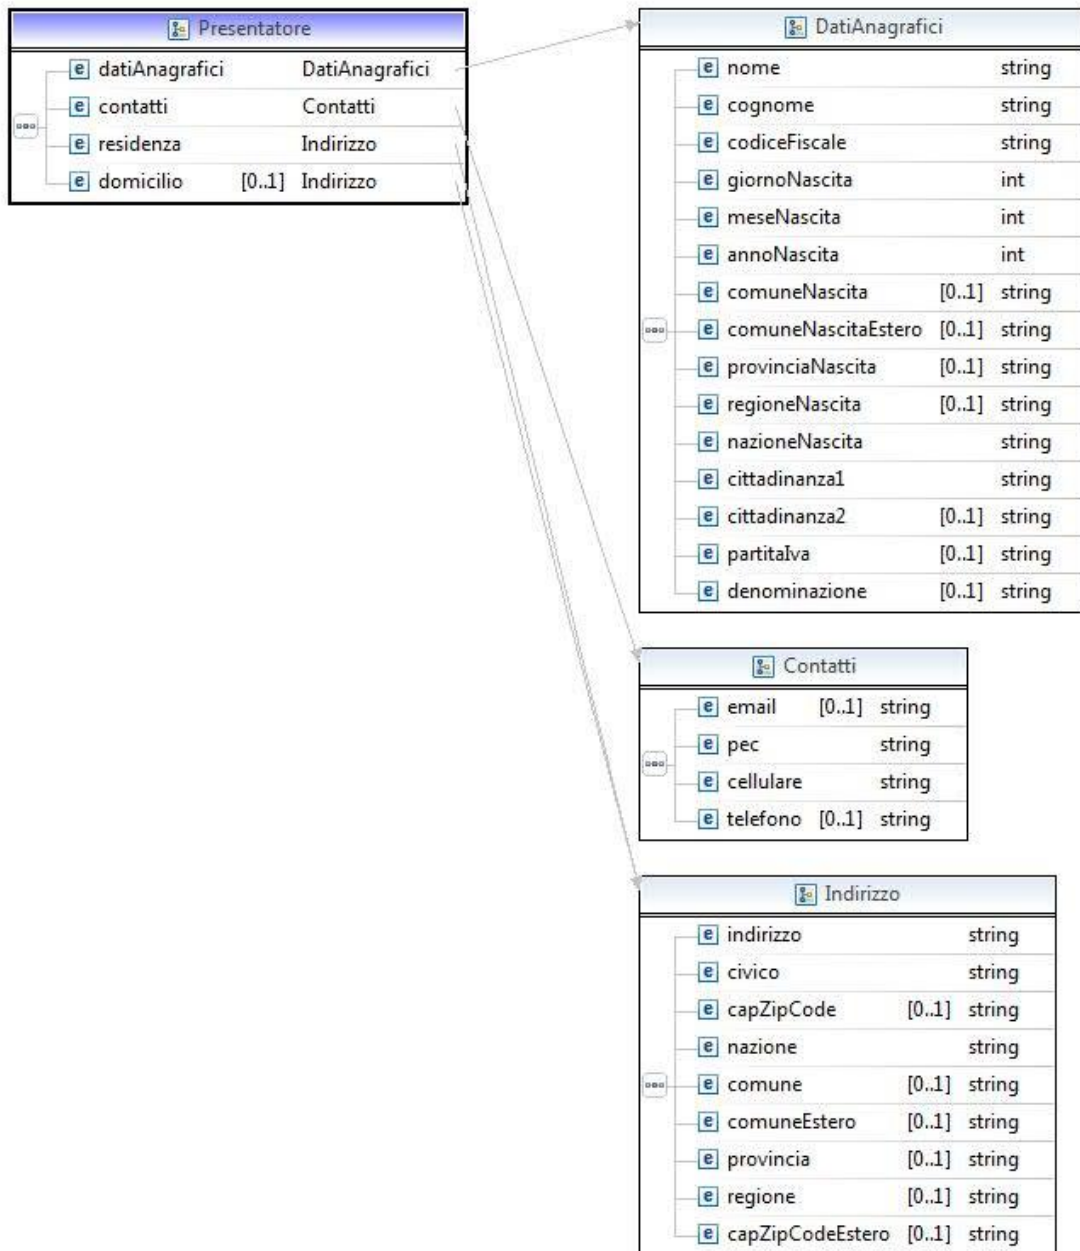 Presentatore
datiAnagrafici DatiAnagrafici
contatti Contatti
residenza Indirizzo
domicilio [0..1] Indirizzo
DatiAnagrafici
nome string
cognome string
codiceFiscale string
giornoNascita int
meseNascita int
annoNascita int
comuneNascita [0..1] string
comuneNascitaEstero [0..1] string
provinciaNascita [0..1] string
regioneNascita [0..1] string
nazioneNascita string
cittadinanza1 string
cittadinanza2 [0..1] string
partitaIva [0..1] string
denominazione [0..1] string
Contatti
email [0..1] string
pec string
cellulare string
telefono [0..1] string
Indirizzo
indirizzo string
civico string
capZipCode [0..1] string
nazione string
comune [0..1] string
comuneEstero [0..1] string
provincia [0..1] string
regione [0..1] string
capZipCodeEstero [0..1] string